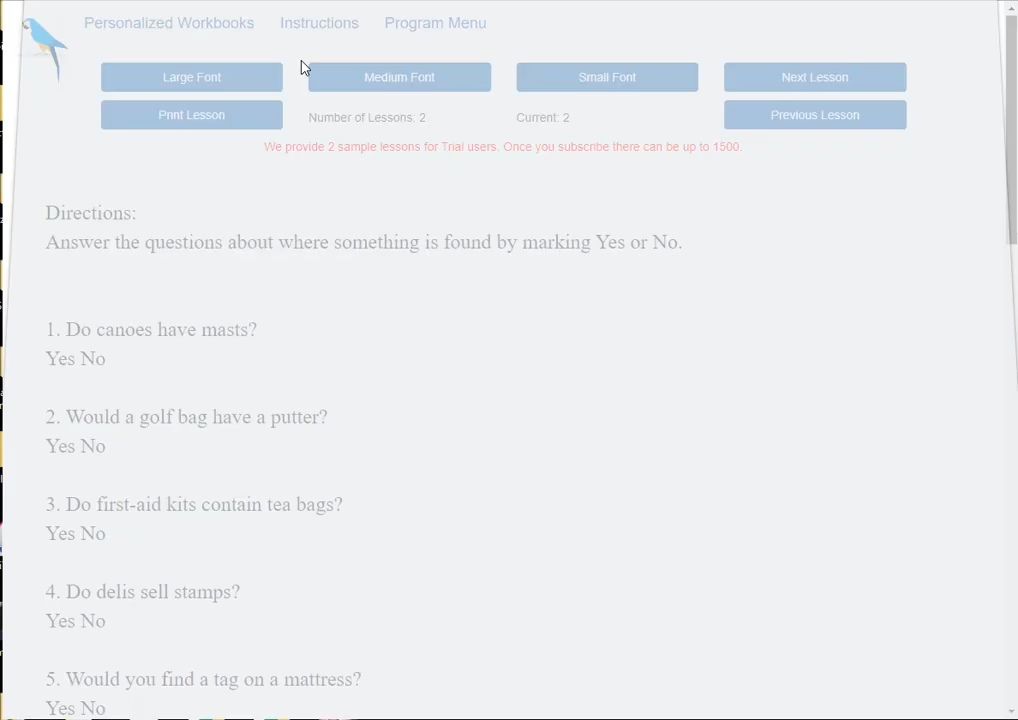 Personalized Workbooks Instructions Program Menu
Large Font Medium Font Small Font Next Lesson
Print Lesson Number of Lessons: 2 Current: 2 Previous Lesson
We provide 2 sample lessons for Trial users. Once you subscribe there can be up to 1500.
Directions:
Answer the questions about where something is found by marking Yes or No.
1. Do canoes have masts?
Yes No
2. Would a golf bag have a putter?
Yes No
3. Do first-aid kits contain tea bags?
Yes No
4. Do delis sell stamps?
Yes No
5. Would you find a tag on a mattress?
Yes No